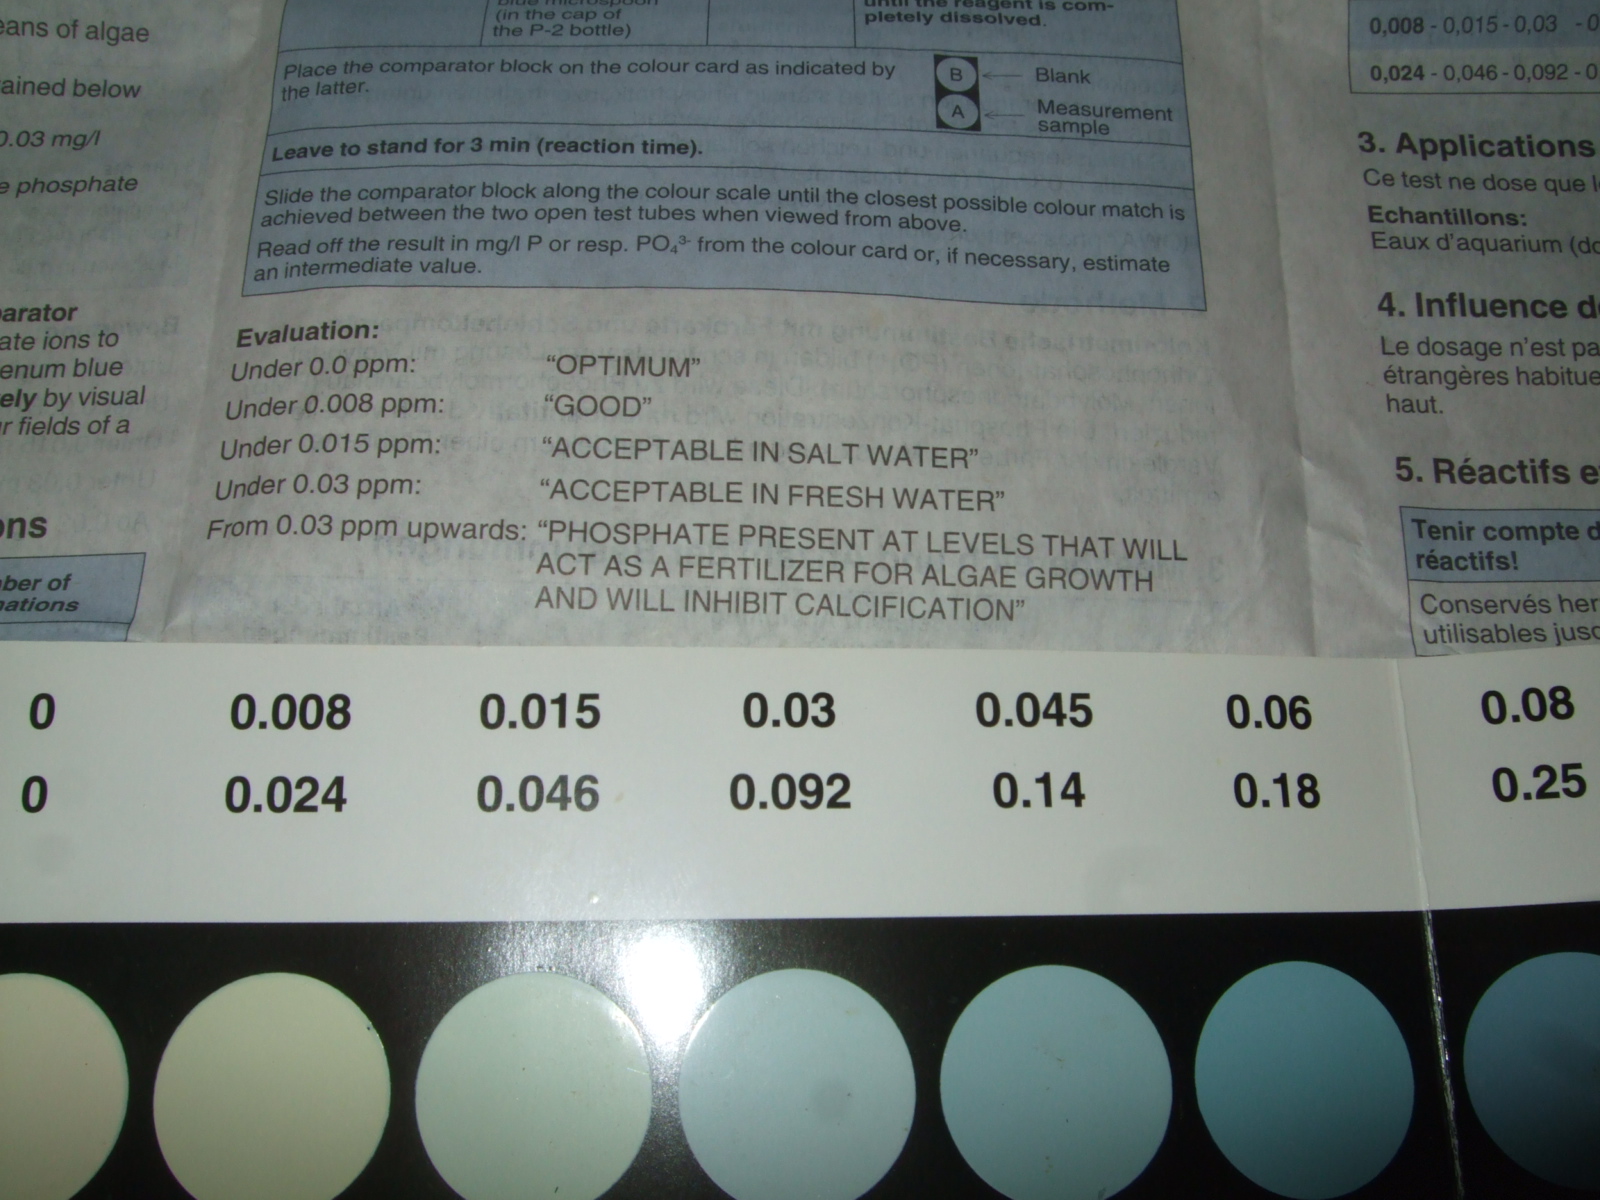 eans of algae
ained below
0.03 mg/l
e phosphate
arator
ate ions to
enum blue
ely by visual
r fields of a
ons
ber of
nations
(in the cap of
the P-2 bottle)
until the reagent is com-
pletely dissolved.
Place the comparator block on the colour card as indicated by
the latter.
B
Blank
A
Measurement
sample
Leave to stand for 3 min (reaction time).
Slide the comparator block along the colour scale until the closest possible colour match is
achieved between the two open test tubes when viewed from above.
Read off the result in mg/l P or resp. PO₄³⁻ from the colour card or, if necessary, estimate
an intermediate value.
Evaluation:
Under 0.0 ppm: “OPTIMUM”
Under 0.008 ppm: “GOOD”
Under 0.015 ppm: “ACCEPTABLE IN SALT WATER”
Under 0.03 ppm: “ACCEPTABLE IN FRESH WATER”
From 0.03 ppm upwards: “PHOSPHATE PRESENT AT LEVELS THAT WILL
ACT AS A FERTILIZER FOR ALGAE GROWTH
AND WILL INHIBIT CALCIFICATION”
0,008 - 0,015 - 0,03 - 0
0,024 - 0,046 - 0,092 - 0
3. Applications
Ce test ne dose que l
Echantillons:
Eaux d'aquarium (do
4. Influence de
Le dosage n'est pa
étrangères habitue
haut.
5. Réactifs e
Tenir compte d
réactifs!
Conservés her
utilisables jusq
0 0.008 0.015 0.03 0.045 0.06 0.08
0 0.024 0.046 0.092 0.14 0.18 0.25